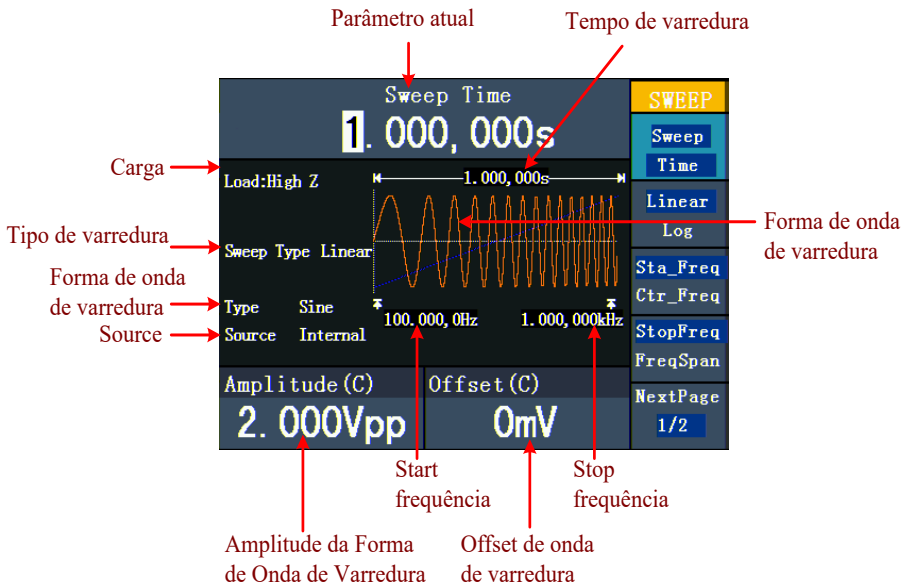 Parâmetro atual
Tempo de varredura
Sweep Time
1.000,000s
SWEEP
Sweep
Time
Carga
Load:High Z
1.000,000s
Linear
Log
Tipo de varredura
Sweep Type Linear
Forma de onda
de varredura
Sta_Freq
Ctr_Freq
Forma de onda
de varredura
Type Sine
100.000,0Hz
1.000,000kHz
Source
Source Internal
StopFreq
FreqSpan
Amplitude(C)
Offset(C)
NextPage
1/2
2.000Vpp
0mV
Start
frequência
Stop
frequência
Amplitude da Forma
de Onda de Varredura
Offset de onda
de varredura